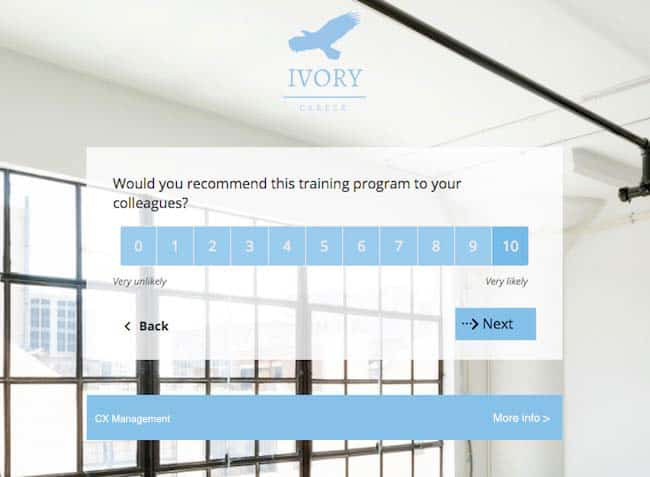 IVORY
CAREER
Would you recommend this training program to your
colleagues?
0 1 2 3 4 5 6 7 8 9 10
Very unlikely Very likely
Back Next
CX Management More info >